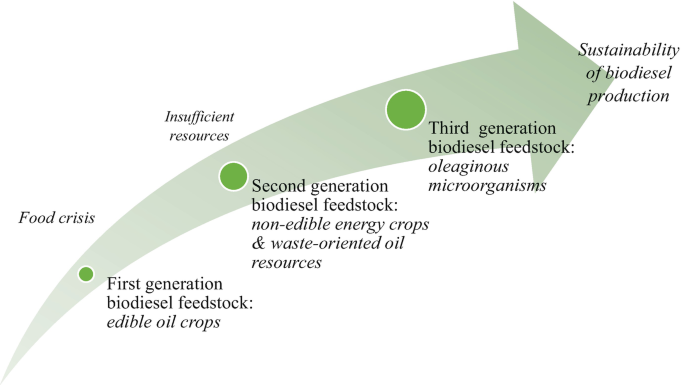 Sustainability
of biodiesel
production
Insufficient
resources
Third generation
biodiesel feedstock:
oleaginous
microorganisms
Second generation
biodiesel feedstock:
non-edible energy crops
& waste-oriented oil
resources
Food crisis
First generation
biodiesel feedstock:
edible oil crops